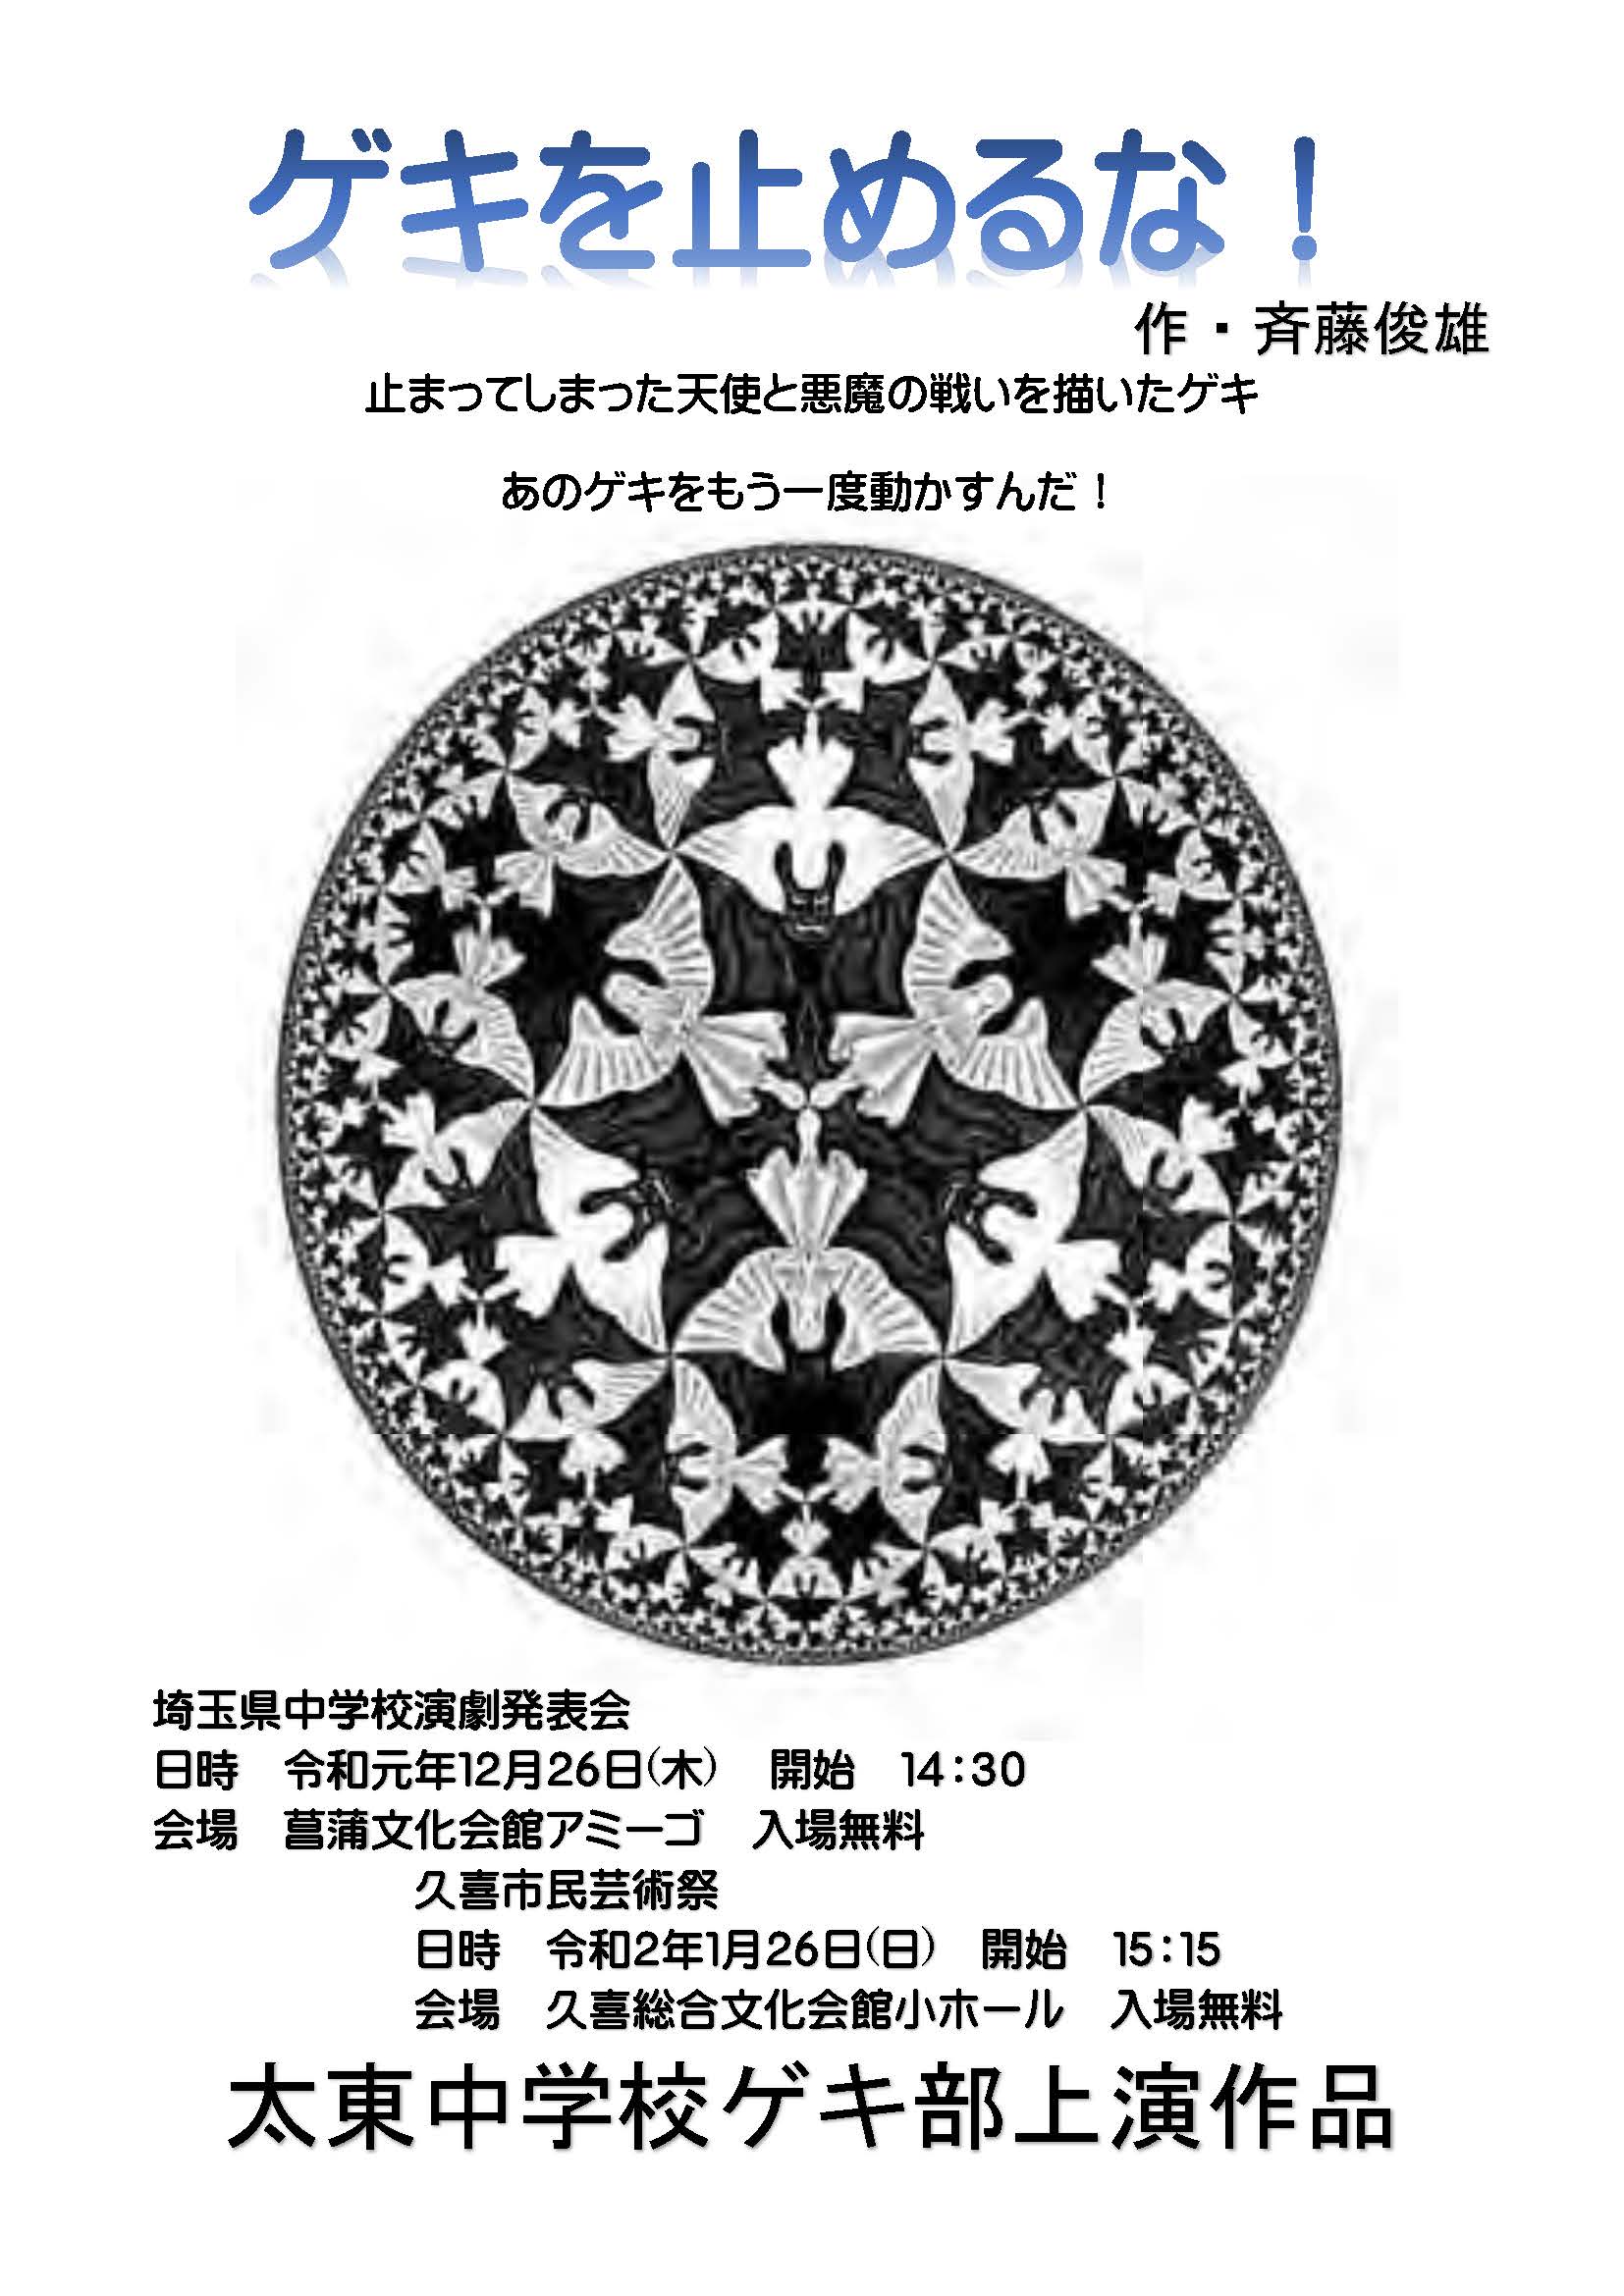 ゲキを止めるな！
作・斉藤俊雄
止まってしまった天使と悪魔の戦いを描いたゲキ
あのゲキをもう一度動かすんだ！
埼玉県中学校演劇発表会
日時　令和元年12月26日(木)　開始　14：30
会場　菖蒲文化会館アミーゴ　入場無料
久喜市民芸術祭
日時　令和2年1月26日(日)　開始　15：15
会場　久喜総合文化会館小ホール　入場無料
太東中学校ゲキ部上演作品